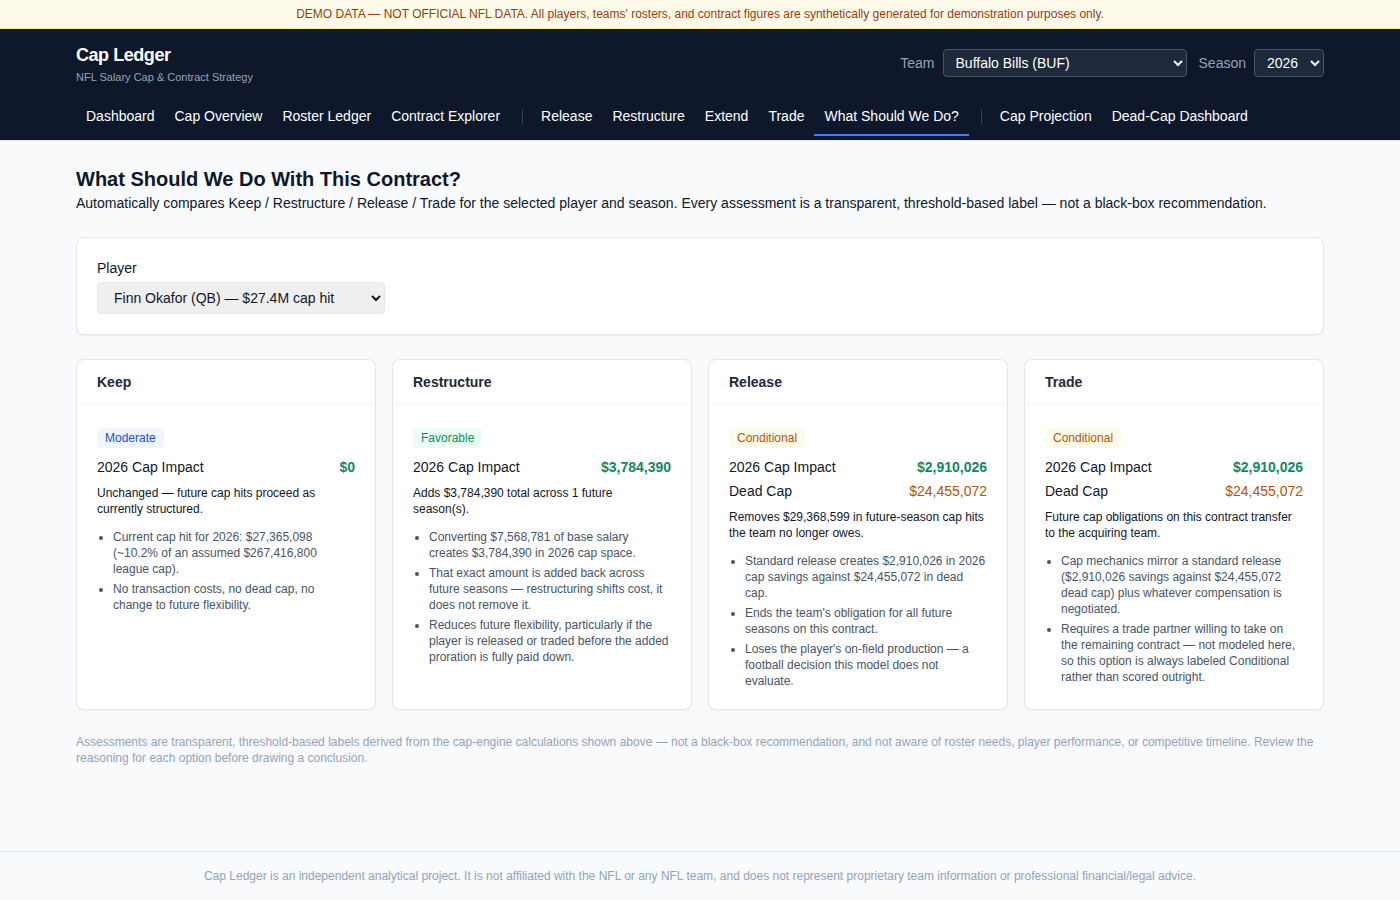 DEMO DATA — NOT OFFICIAL NFL DATA. All players, teams' rosters, and contract figures are synthetically generated for demonstration purposes only.
Cap Ledger
NFL Salary Cap & Contract Strategy
Team
Buffalo Bills (BUF)
Season
2026
Dashboard
Cap Overview
Roster Ledger
Contract Explorer
Release
Restructure
Extend
Trade
What Should We Do?
Cap Projection
Dead-Cap Dashboard
What Should We Do With This Contract?
Automatically compares Keep / Restructure / Release / Trade for the selected player and season. Every assessment is a transparent, threshold-based label — not a black-box recommendation.
Player
Finn Okafor (QB) — $27.4M cap hit
Keep
Moderate
2026 Cap Impact $0
Unchanged — future cap hits proceed as
currently structured.
• Current cap hit for 2026: $27,365,098
(~10.2% of an assumed $267,416,800
league cap).
• No transaction costs, no dead cap, no
change to future flexibility.
Restructure
Favorable
2026 Cap Impact $3,784,390
Adds $3,784,390 total across 1 future
season(s).
• Converting $7,568,781 of base salary
creates $3,784,390 in 2026 cap space.
• That exact amount is added back across
future seasons — restructuring shifts cost, it
does not remove it.
• Reduces future flexibility, particularly if the
player is released or traded before the added
proration is fully paid down.
Release
Conditional
2026 Cap Impact $2,910,026
Dead Cap $24,455,072
Removes $29,368,599 in future-season cap hits
the team no longer owes.
• Standard release creates $2,910,026 in 2026
cap savings against $24,455,072 in dead
cap.
• Ends the team's obligation for all future
seasons on this contract.
• Loses the player's on-field production — a
football decision this model does not
evaluate.
Trade
Conditional
2026 Cap Impact $2,910,026
Dead Cap $24,455,072
Future cap obligations on this contract transfer
to the acquiring team.
• Cap mechanics mirror a standard release
($2,910,026 savings against $24,455,072
dead cap) plus whatever compensation is
negotiated.
• Requires a trade partner willing to take on
the remaining contract — not modeled here,
so this option is always labeled Conditional
rather than scored outright.
Assessments are transparent, threshold-based labels derived from the cap-engine calculations shown above — not a black-box recommendation, and not aware of roster needs, player performance, or competitive timeline. Review the
reasoning for each option before drawing a conclusion.
Cap Ledger is an independent analytical project. It is not affiliated with the NFL or any NFL team, and does not represent proprietary team information or professional financial/legal advice.